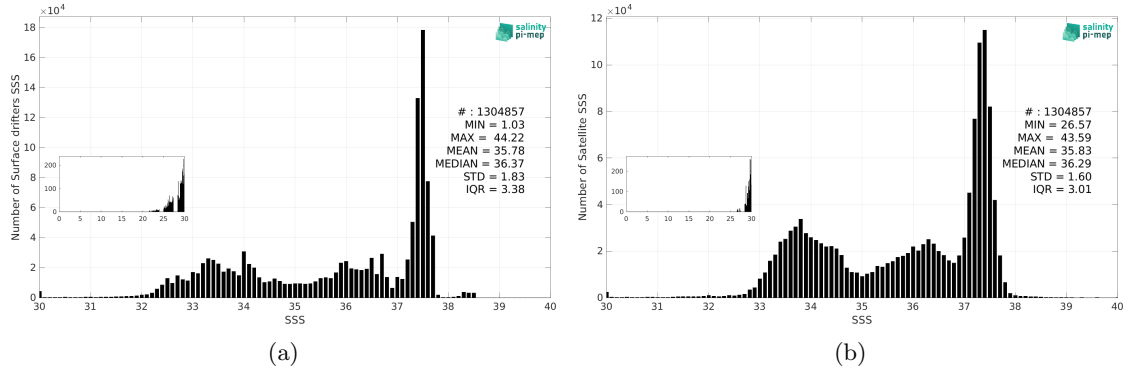 ×10⁴
salinity
pi-mep
18
16
14
12
10
8
6
4
2
0
Number of Surface drifters SSS
# : 1304857
MIN = 1.03
MAX = 44.22
MEAN = 35.78
MEDIAN = 36.37
STD = 1.83
IQR = 3.38
200
100
0
0 5 10 15 20 25 30
30 31 32 33 34 35 36 37 38 39 40
SSS
(a)
×10⁴
salinity
pi-mep
12
10
8
6
4
2
0
Number of Satellite SSS
# : 1304857
MIN = 26.57
MAX = 43.59
MEAN = 35.83
MEDIAN = 36.29
STD = 1.60
IQR = 3.01
200
100
0
0 5 10 15 20 25 30
30 31 32 33 34 35 36 37 38 39 40
SSS
(b)